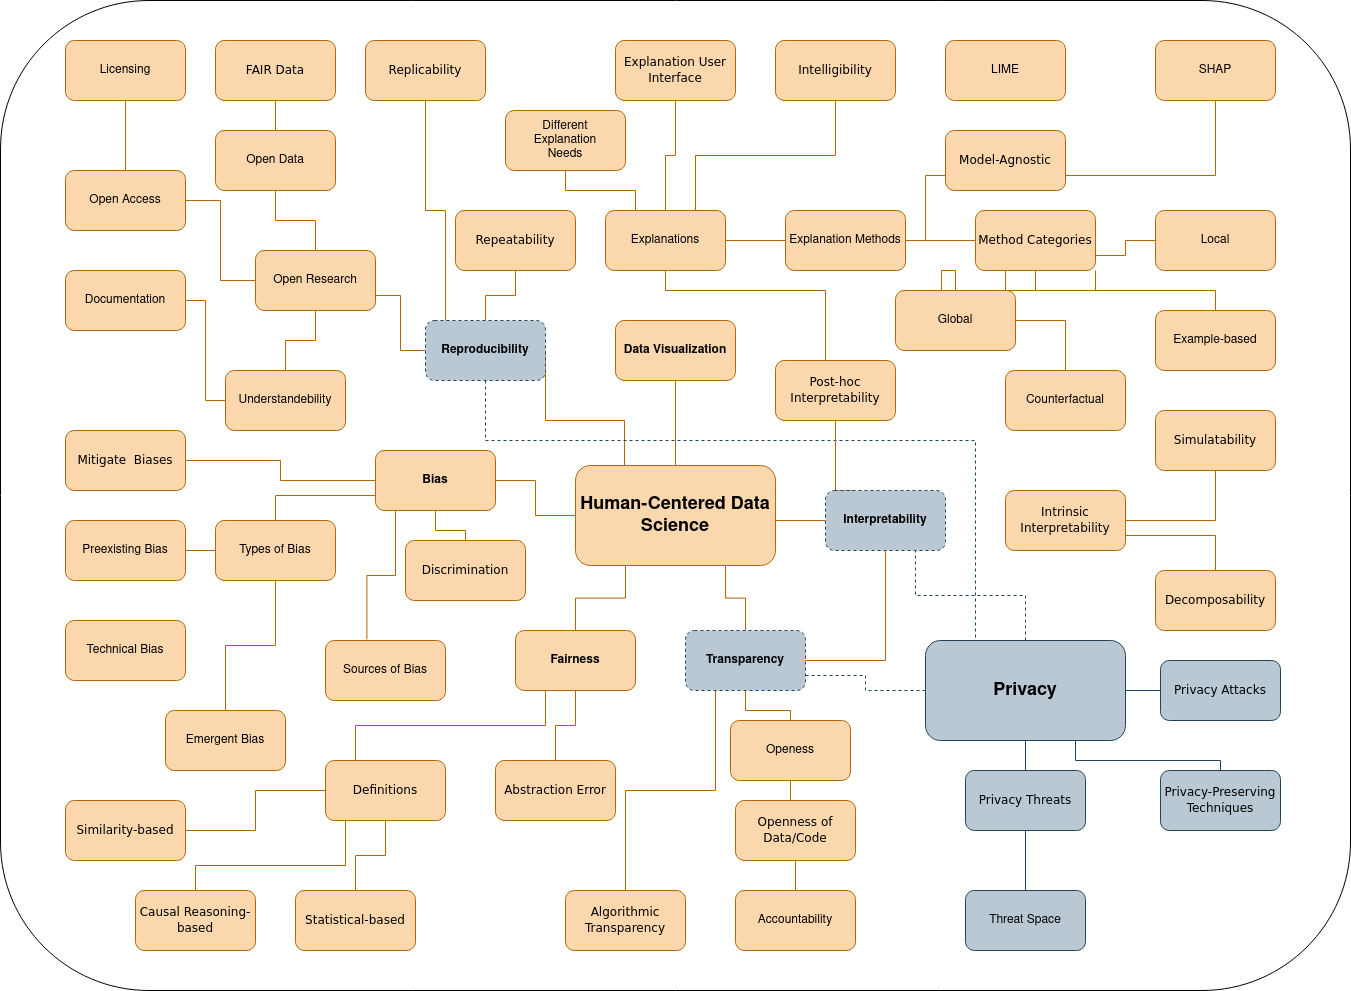 Licensing
FAIR Data
Replicability
Explanation User
Interface
Intelligibility
LIME
SHAP
Different
Explanation
Needs
Open Data
Model-Agnostic
Open Access
Repeatability
Explanations
Explanation Methods
Method Categories
Local
Open Research
Documentation
Reproducibility
Data Visualization
Global
Example-based
Understandebility
Post-hoc
Interpretability
Counterfactual
Mitigate  Biases
Bias
Simulatability
Human-Centered Data
Science
Interpretability
Intrinsic
Interpretability
Preexisting Bias
Types of Bias
Discrimination
Decomposability
Technical Bias
Sources of Bias
Fairness
Transparency
Privacy
Privacy Attacks
Emergent Bias
Openess
Definitions
Abstraction Error
Privacy Threats
Privacy-Preserving
Techniques
Similarity-based
Openness of
Data/Code
Causal Reasoning-
based
Statistical-based
Algorithmic
Transparency
Accountability
Threat Space